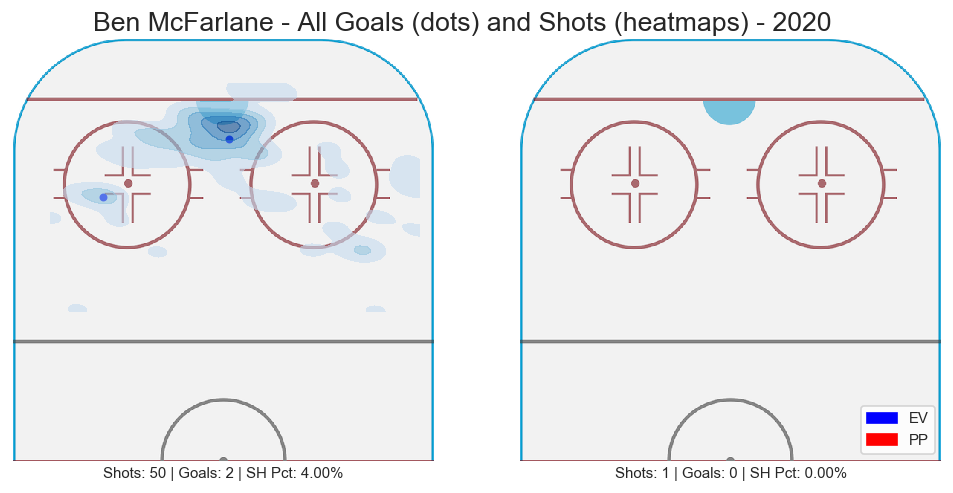 Ben McFarlane - All Goals (dots) and Shots (heatmaps) - 2020
EV
PP
Shots: 50 | Goals: 2 | SH Pct: 4.00%
Shots: 1 | Goals: 0 | SH Pct: 0.00%